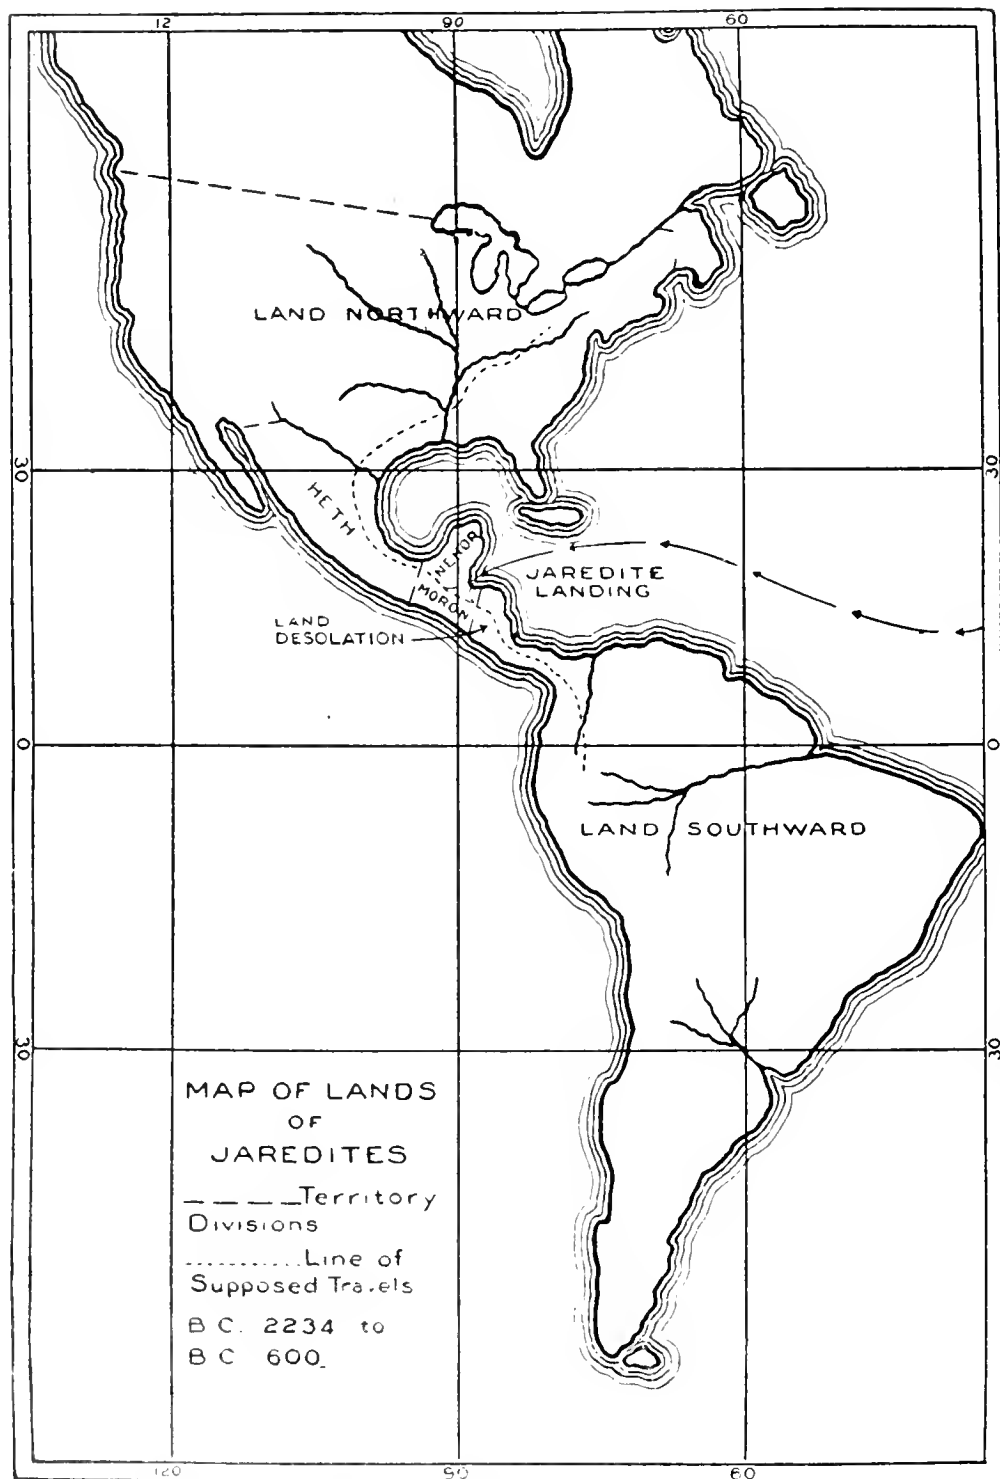 12
90
60
LAND NORTHWARD
30
30
HETH
NEHOR
MORON
JAREDITE
LANDING
LAND
DESOLATION
0
0
LAND SOUTHWARD
30
30
MAP OF LANDS
OF
JAREDITES
Territory
Divisions
Line of
Supposed Travels
B C. 2234 to
B C 600
120
90
60